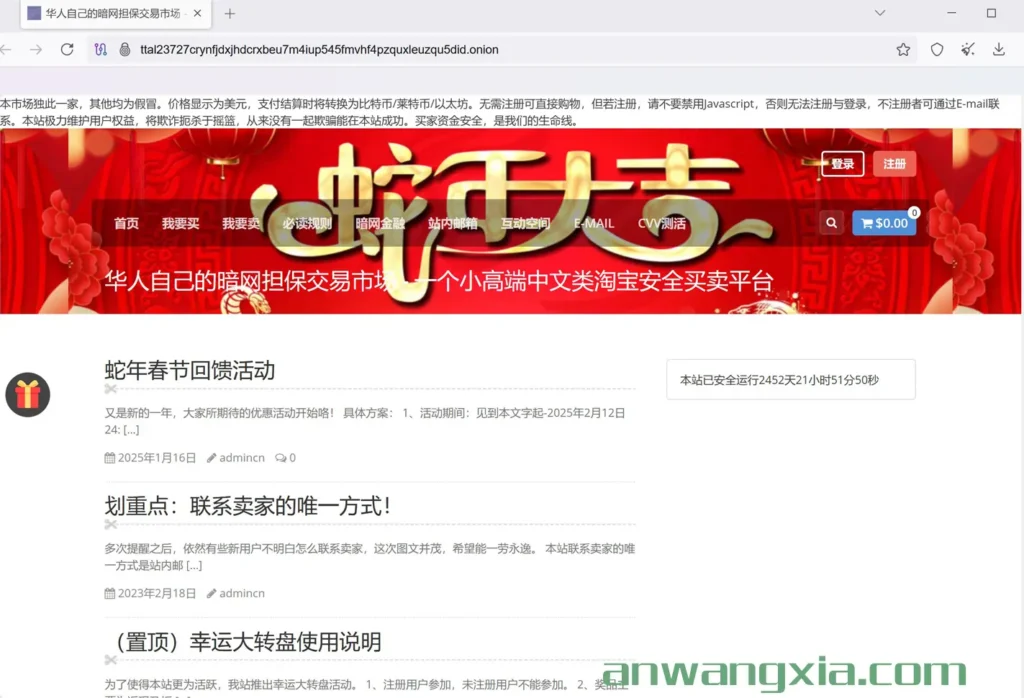 华人自己的暗网担保交易市场
ttal23727crynfjdxjhdcrxbeu7m4iup545fmvhf4pzquxleuzqu5did.onion
本市场独此一家，其他均为假冒。价格显示为美元，支付结算时将转换为比特币/莱特币/以太坊。无需注册可直接购物，但若注册，请不要禁用Javascript，否则无法注册与登录，不注册者可通过E-mail联
系。本站极力维护用户权益，将欺诈扼杀于摇篮，从来没有一起欺骗能在本站成功。买家资金安全，是我们的生命线。
蛇王大吉
登录 注册
首页 我要买 我要卖 必读规则 暗网金融 站内邮箱 互动空间 E-MAIL CVV测活
$0.00 0
华人自己的暗网担保交易市场 - 一个小高端中文类淘宝安全买卖平台
蛇年春节回馈活动
又是新的一年，大家所期待的优惠活动开始咯！ 具体方案： 1、活动期间：见到本文字起-2025年2月12日
24: [...]
2025年1月16日 admincn 0
本站已安全运行2452天21小时51分50秒
划重点：联系卖家的唯一方式！
多次提醒之后，依然有些新用户不明白怎么联系卖家，这次图文并茂，希望能一劳永逸。 本站联系卖家的唯
一方式是站内邮 [...]
2023年2月18日 admincn
（置顶）幸运大转盘使用说明
为了使得本站更为活跃，我站推出幸运大转盘活动。 1、注册用户参加，未注册用户不能参加。 2、奖品主
anwangxia.com